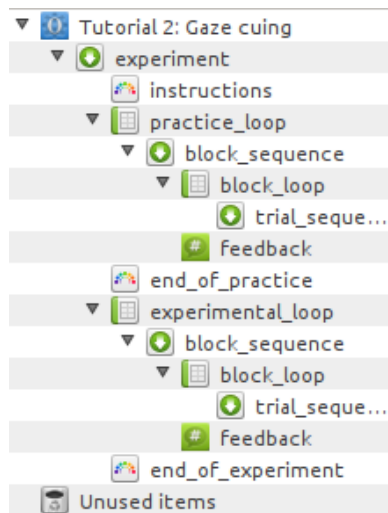 Tutorial 2: Gaze cuing
experiment
instructions
practice_loop
block_sequence
block_loop
trial_seque...
feedback
end_of_practice
experimental_loop
block_sequence
block_loop
trial_seque...
feedback
end_of_experiment
Unused items